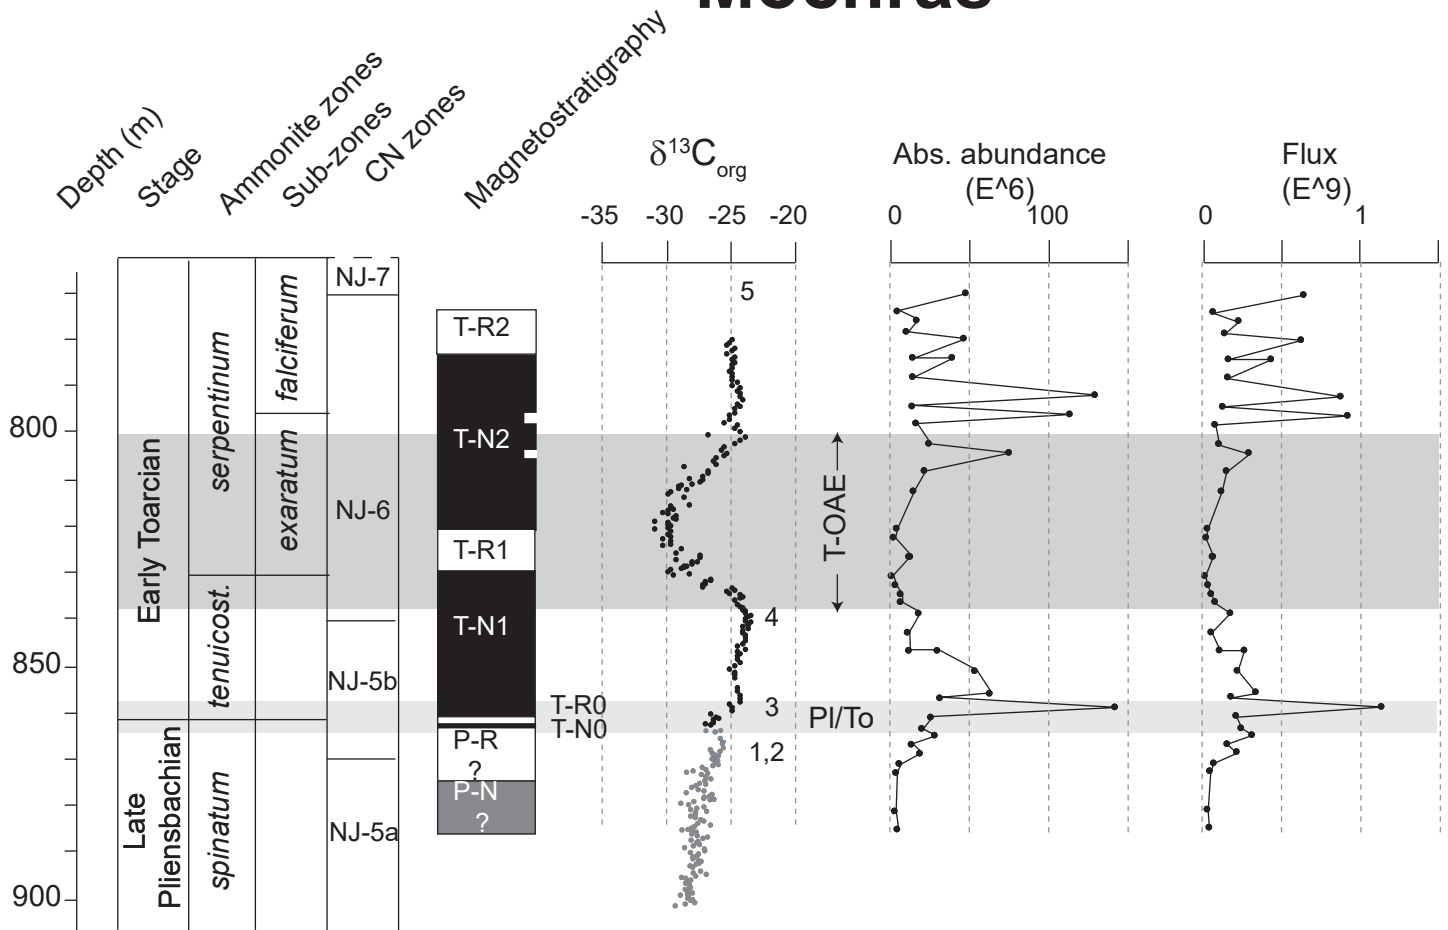 Mochras
Depth (m)
Stage
Ammonite zones
Sub-zones
CN zones
Magnetostratigraphy
δ13Corg
-35 -30 -25 -20
Abs. abundance
(E^6)
0 100
Flux
(E^9)
0 1
800
850
900
Early Toarcian
Late
Pliensbachian
serpentinum
tenuicost.
spinatum
falciferum
exaratum
NJ-7
NJ-6
NJ-5b
NJ-5a
T-R2
T-N2
T-R1
T-N1
T-R0
T-N0
P-R
?
P-N
?
5
4
3
1,2
T-OAE
Pl/To